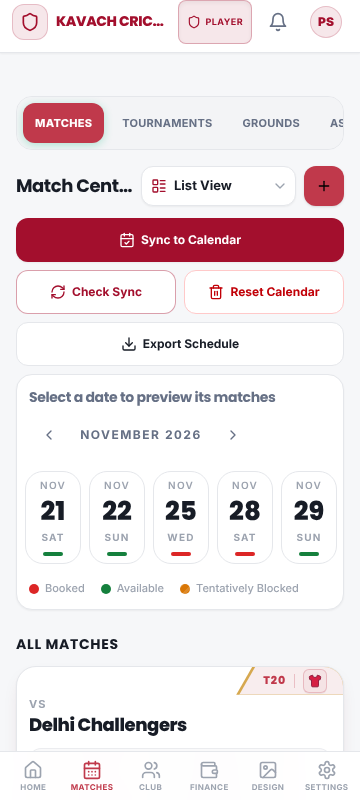 KAVACH CRIC...
PLAYER
PS
MATCHES
TOURNAMENTS
GROUNDS
AS
Match Cent...
List View
Sync to Calendar
Check Sync
Reset Calendar
Export Schedule
Select a date to preview its matches
NOVEMBER 2026
NOV NOV NOV NOV NOV
21 22 25 28 29
SAT SUN WED SAT SUN
Booked Available Tentatively Blocked
ALL MATCHES
T20
VS
Delhi Challengers
HOME MATCHES CLUB FINANCE DESIGN SETTINGS